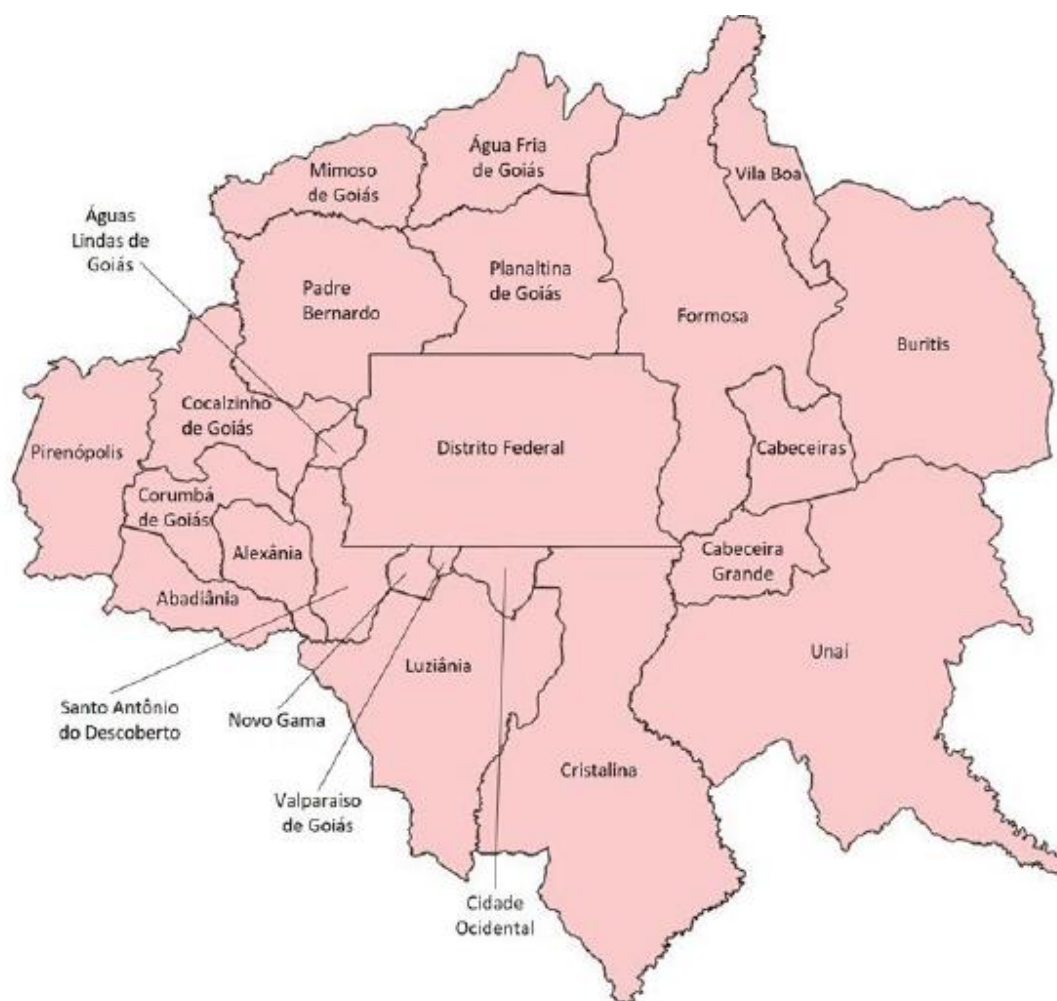 Água Fria
de Goiás
Mimoso
de Goiás
Vila Boa
Águas
Lindas de
Goiás
Planaltina
de Goiás
Padre
Bernardo
Formosa
Buritis
Cocalzinho
de Goiás
Pirenópolis
Distrito Federal
Cabeceiras
Corumbá
de Goiás
Alexânia
Cabeceira
Grande
Abadiânia
Unaí
Luziânia
Santo Antônio
do Descoberto
Novo Gama
Cristalina
Valparaiso
de Goiás
Cidade
Ocidental